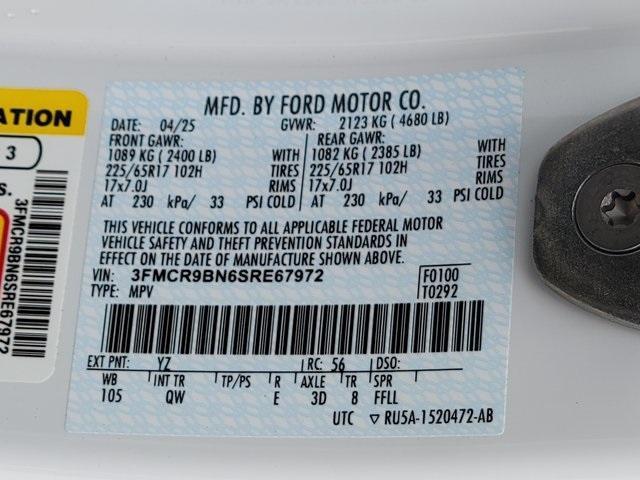 MFD. BY FORD MOTOR CO.
DATE: 04/25 GVWR: 2123 KG ( 4680 LB)
FRONT GAWR: REAR GAWR:
1089 KG ( 2400 LB) WITH 1082 KG ( 2385 LB) WITH
225/65R17 102H TIRES 225/65R17 102H TIRES
17x7.0J RIMS 17x7.0J RIMS
AT 230 kPa/ 33 PSI COLD AT 230 kPa/ 33 PSI COLD
THIS VEHICLE CONFORMS TO ALL APPLICABLE FEDERAL MOTOR
VEHICLE SAFETY AND THEFT PREVENTION STANDARDS IN
EFFECT ON THE DATE OF MANUFACTURE SHOWN ABOVE.
VIN: 3FMCR9BN6SRE67972 F0100
TYPE: MPV T0292
EXT PNT: YZ RC: 56 DSO:
WB INT TR TP/PS R AXLE TR SPR
105 QW E 3D 8 FFLL
UTC ▽ RU5A-1520472-AB
ATION
3
s.
3FMCR9BN6SRE67972